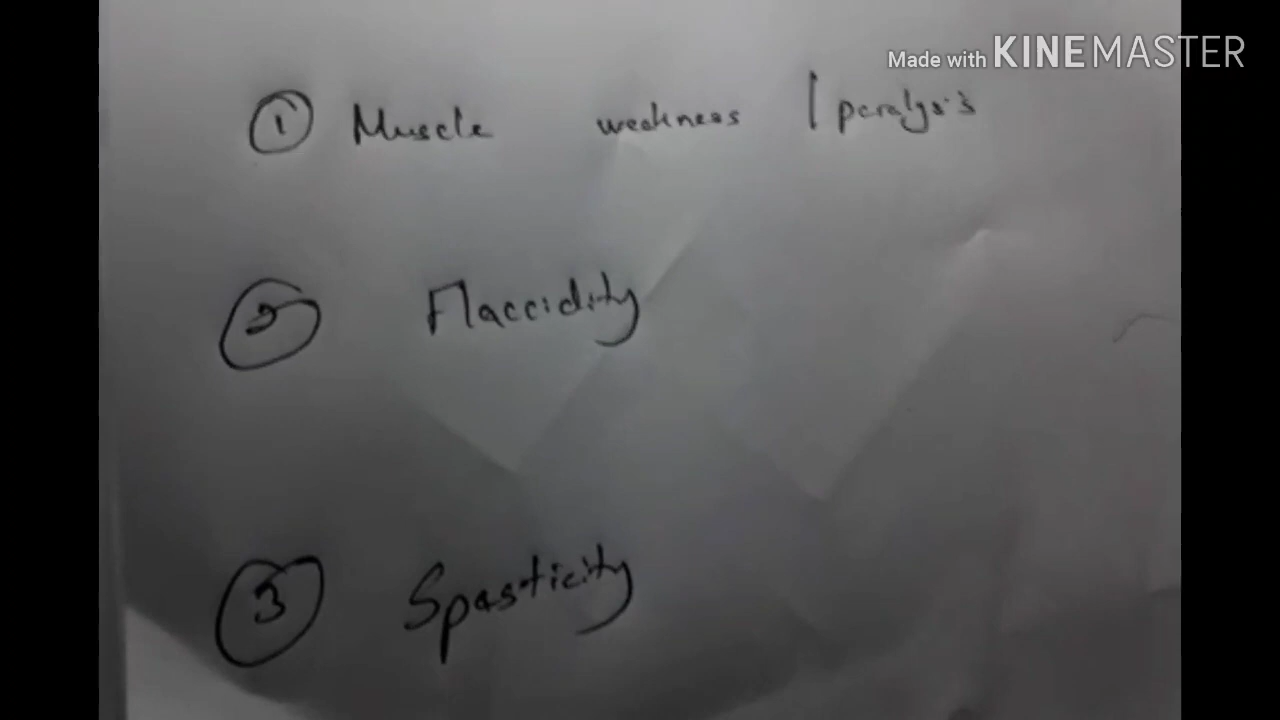 Made with KINEMASTER
① Muscle weakness / paralysis
② Flaccidity
③ Spasticity